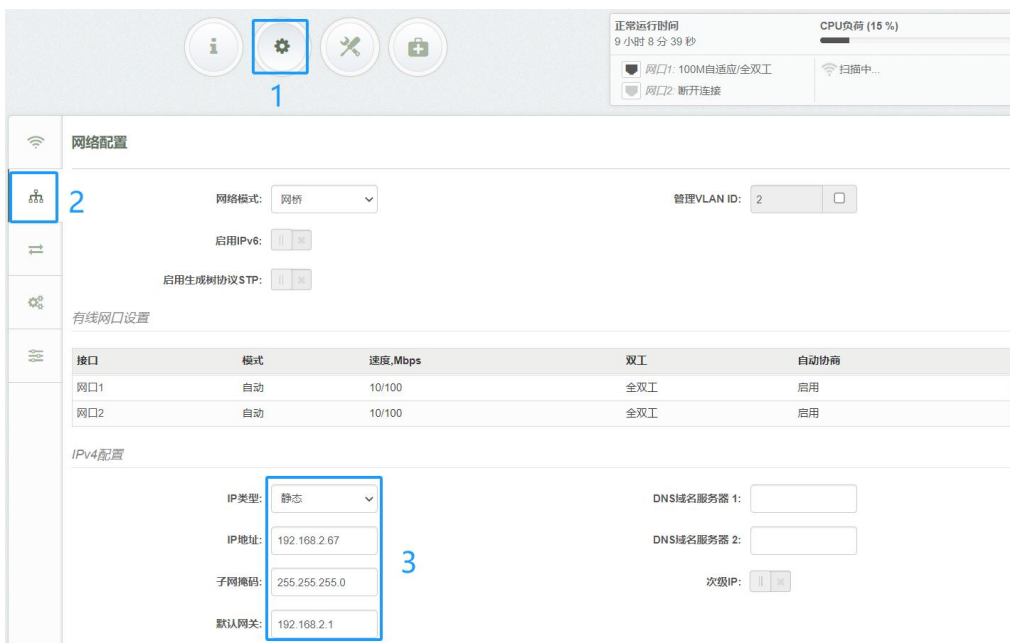 正常运行时间
CPU负荷 (15 %)
9 小时 8 分 39 秒
网口1: 100M自适应/全双工
扫描中...
网口2: 断开连接
1
网络配置
2
网络模式: 网桥
管理VLAN ID: 2
启用IPv6:
启用生成树协议STP:
有线网口设置
接口 模式 速度,Mbps 双工 自动协商
网口1 自动 10/100 全双工 启用
网口2 自动 10/100 全双工 启用
IPv4配置
IP类型: 静态
DNS域名服务器 1:
IP地址: 192.168.2.67
DNS域名服务器 2:
3
子网掩码: 255.255.255.0
次级IP:
默认网关: 192.168.2.1